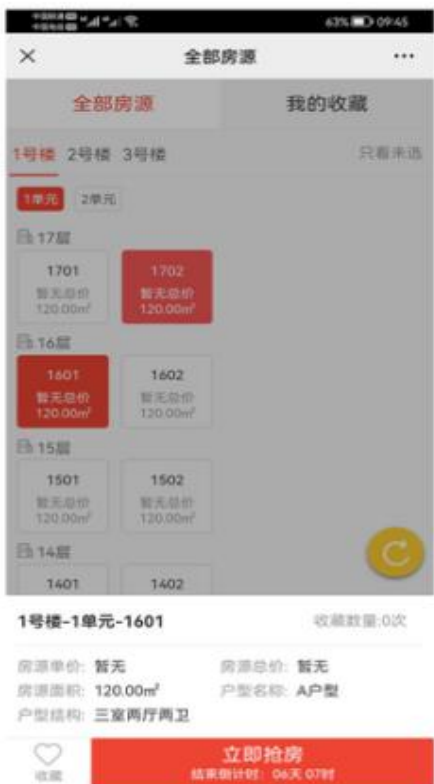 63% 09:45
全部房源
全部房源 我的收藏
1号楼 2号楼 3号楼 只看未选
1单元 2单元
17层
1701 1702
暂无总价 暂无总价
120.00㎡ 120.00㎡
16层
1601 1602
暂无总价 暂无总价
120.00㎡ 120.00㎡
15层
1501 1502
暂无总价 暂无总价
120.00㎡ 120.00㎡
14层
1401 1402
1号楼-1单元-1601 收藏数量:0次
房源单价: 暂无 房源总价: 暂无
房源面积: 120.00㎡ 户型名称: A户型
户型结构: 三室两厅两卫
收藏 立即抢房
结束倒计时: 06天 07时